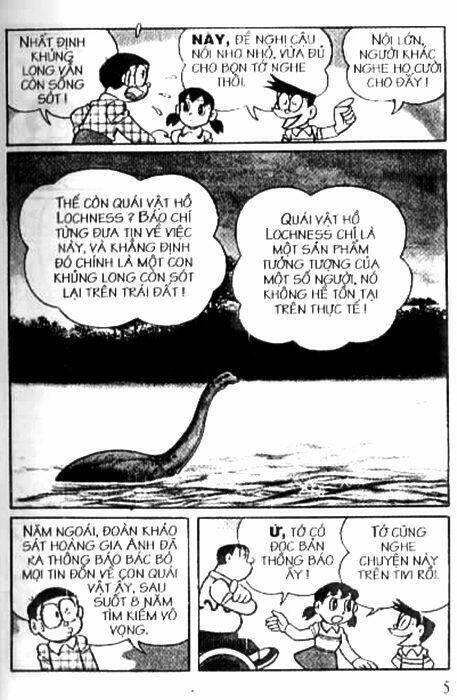 NHẤT ĐỊNH
KHỦNG
LONG VẪN
CÒN SỐNG
SÓT!
NÀY, ĐỀ NGHỊ CẬU
NÓI NHO NHỎ, VỪA ĐỦ
CHO BỌN TỚ NGHE
THÔI.
NÓI LỚN,
NGƯỜI KHÁC
NGHE HỌ CƯỜI
CHO ĐẤY!
THẾ CÒN QUÁI VẬT HỒ
LOCHNESS? BÁO CHÍ
TỪNG ĐƯA TIN VỀ VIỆC
NÀY, VÀ KHẲNG ĐỊNH
ĐÓ CHÍNH LÀ MỘT CON
KHỦNG LONG CÒN SÓT
LẠI TRÊN TRÁI ĐẤT!
QUÁI VẬT HỒ
LOCHNESS CHỈ LÀ
MỘT SẢN PHẨM
TƯỞNG TƯỢNG CỦA
MỘT SỐ NGƯỜI, NÓ
KHÔNG HỀ TỒN TẠI
TRÊN THỰC TẾ!
NĂM NGOÁI, ĐOÀN KHẢO
SÁT HOÀNG GIA ANH ĐÃ
RA THÔNG BÁO BÁC BỎ
MỌI TIN ĐỒN VỀ CON QUÁI
VẬT ẤY, SAU
SUỐT 8 NĂM
TÌM KIẾM VÔ
VỌNG.
Ừ, TỚ CÓ
ĐỌC BẢN
THÔNG BÁO
ẤY!
TỚ CŨNG
NGHE
CHUYỆN NÀY
TRÊN TIVI RỒI.
5